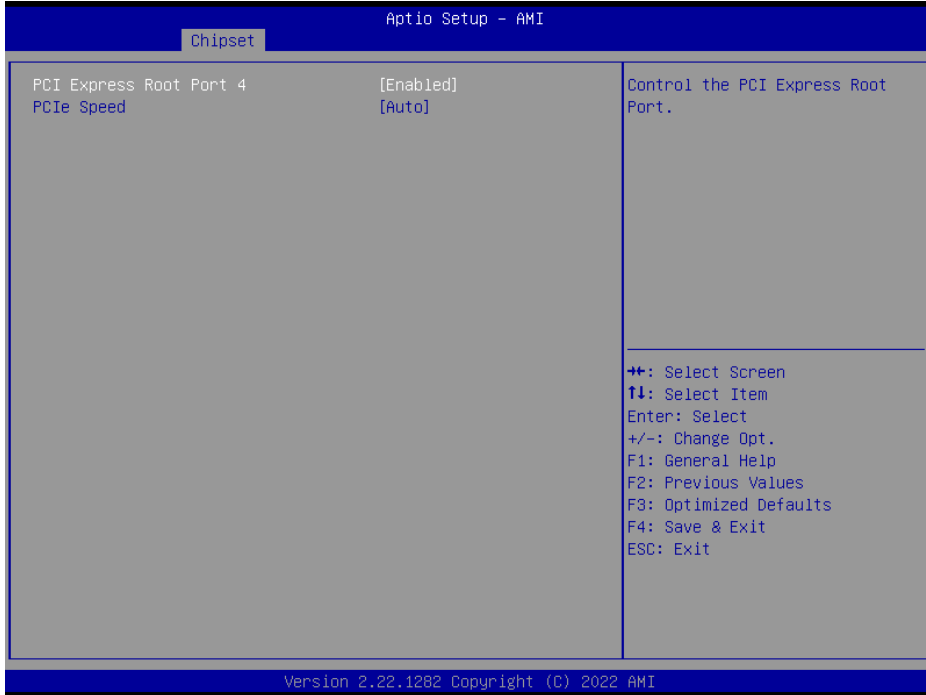 Aptio Setup – AMI
Chipset
PCI Express Root Port 4 [Enabled]
PCIe Speed [Auto]
Control the PCI Express Root
Port.
→←: Select Screen
↑↓: Select Item
Enter: Select
+/-: Change Opt.
F1: General Help
F2: Previous Values
F3: Optimized Defaults
F4: Save & Exit
ESC: Exit
Version 2.22.1282 Copyright (C) 2022 AMI